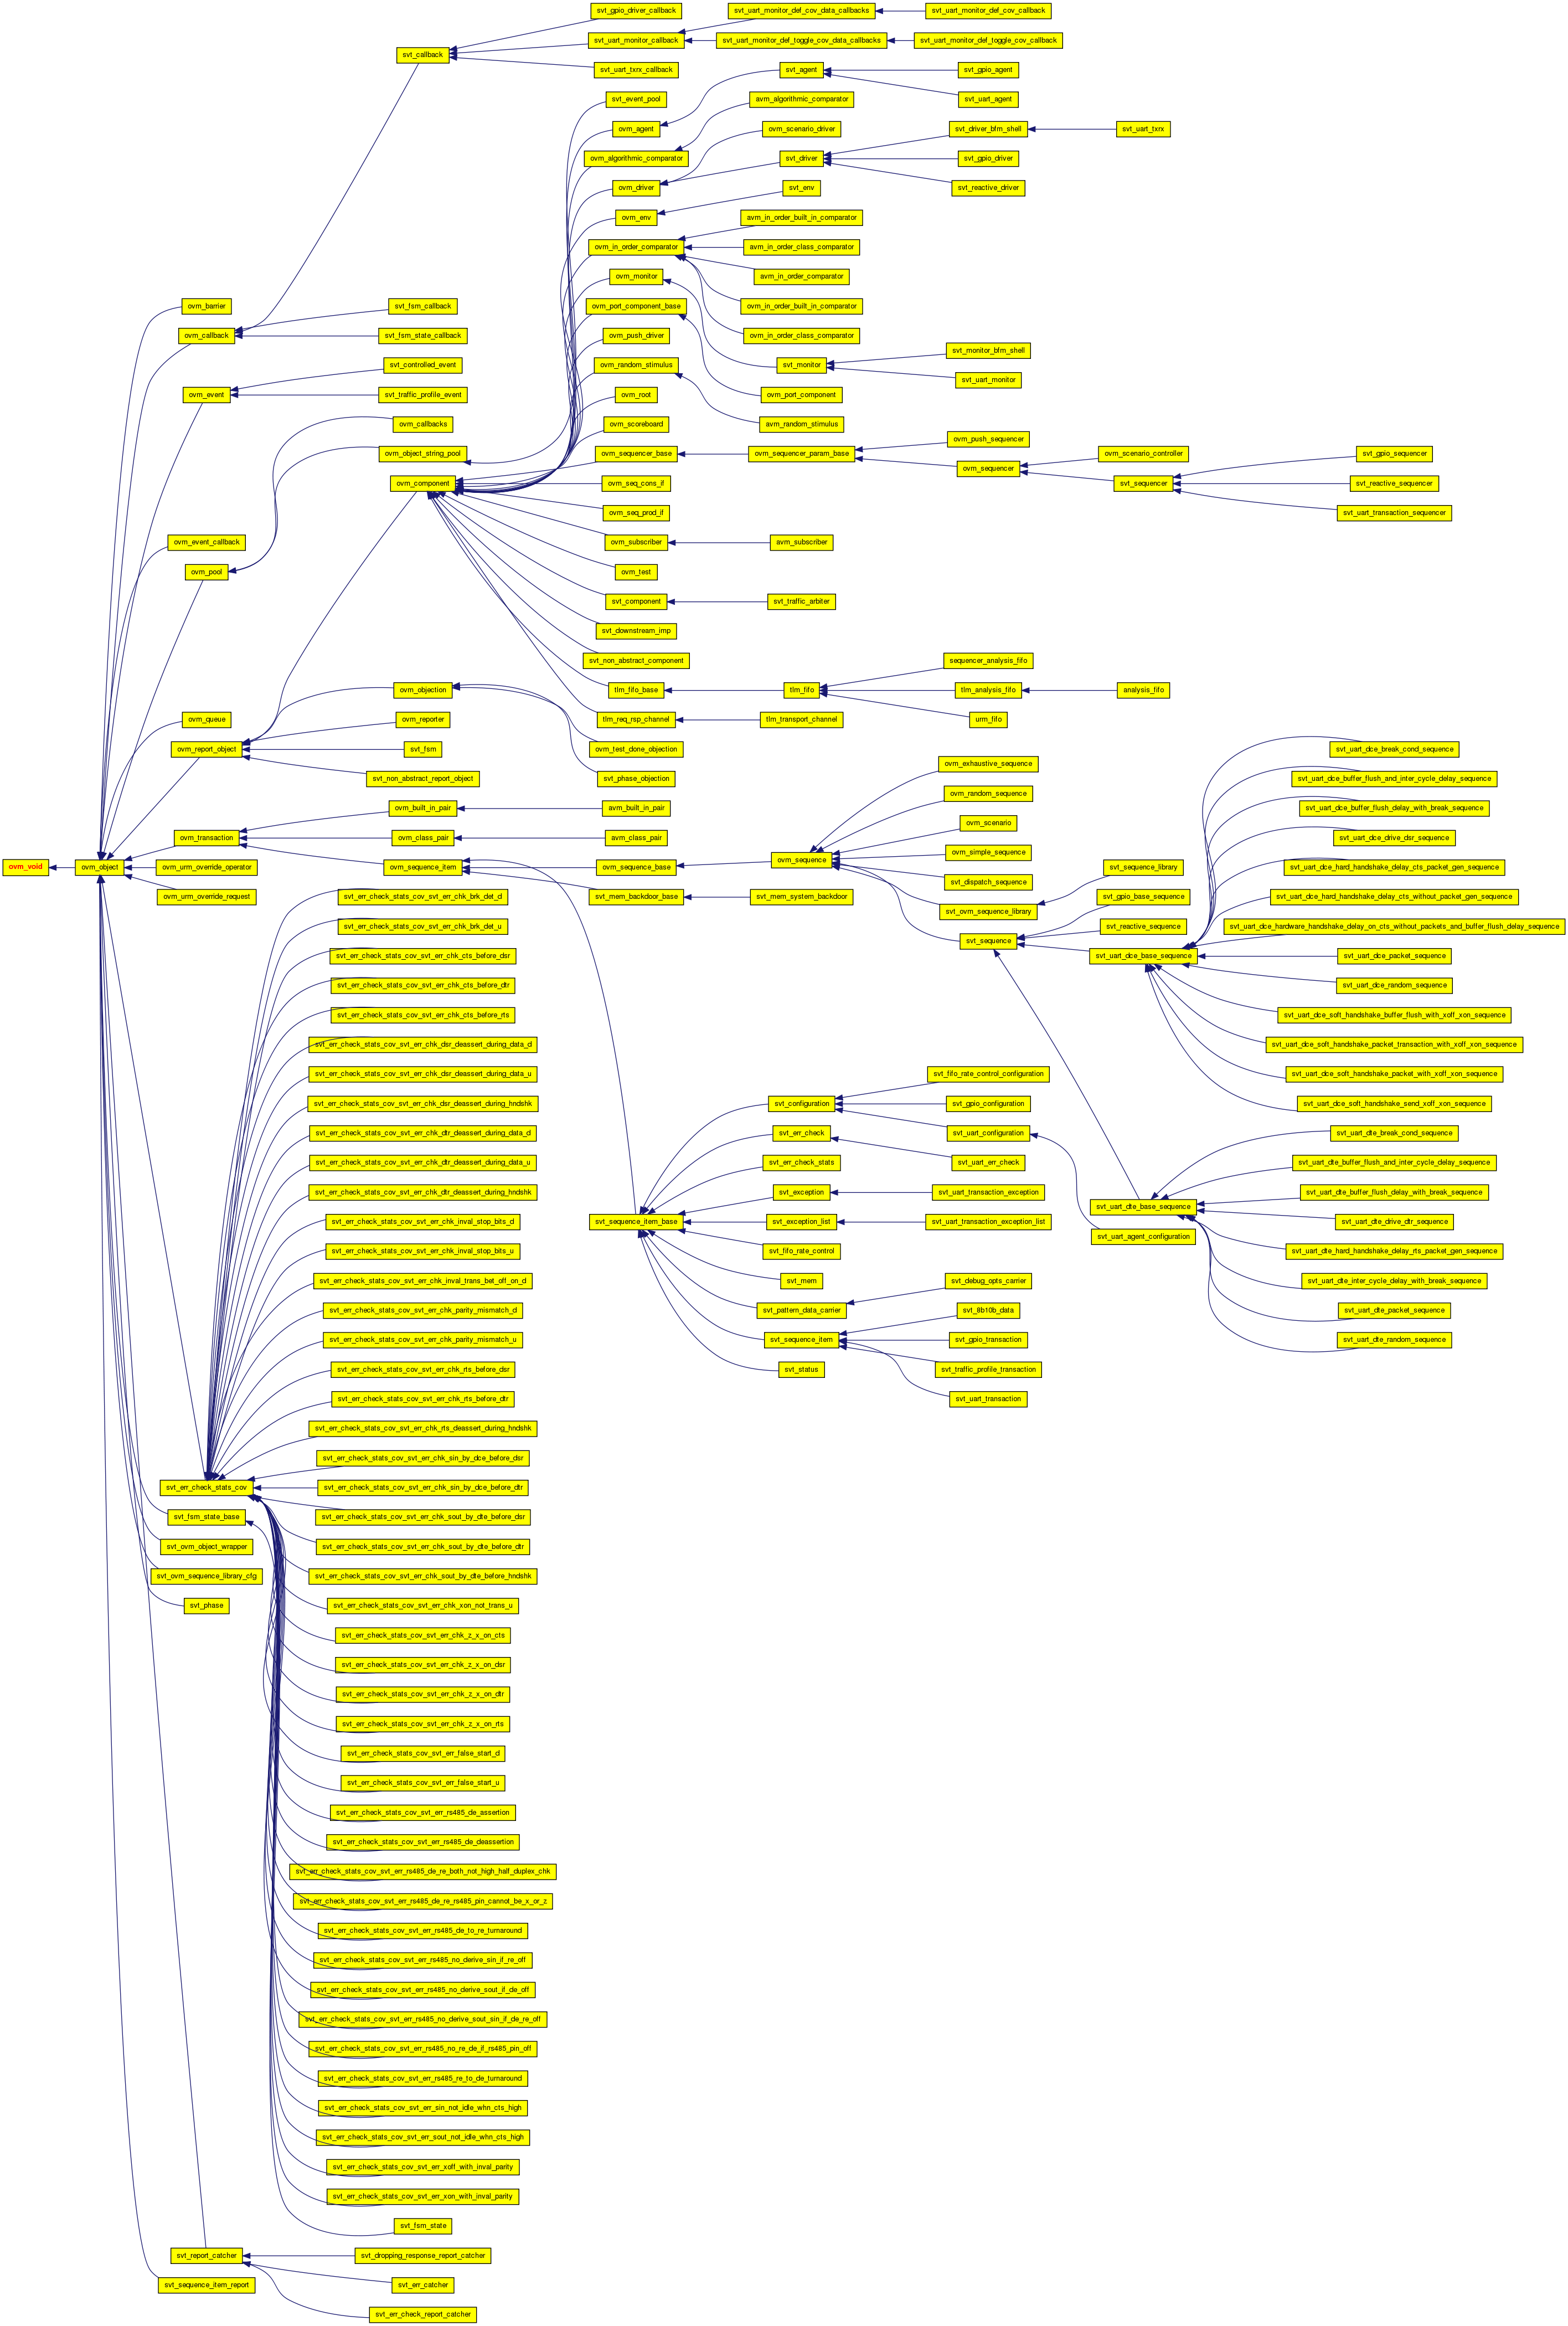 svt_gpio_driver_callback
svt_uart_monitor_def_cov_data_callbacks
svt_uart_monitor_def_cov_callback
svt_uart_monitor_callback
svt_uart_monitor_def_toggle_cov_data_callbacks
svt_uart_monitor_def_toggle_cov_callback
svt_callback
svt_uart_txrx_callback
svt_agent
svt_gpio_agent
svt_event_pool
avm_algorithmic_comparator
svt_uart_agent
ovm_agent
ovm_scenario_driver
svt_driver_bfm_shell
svt_uart_txrx
ovm_algorithmic_comparator
svt_driver
svt_gpio_driver
ovm_driver
svt_env
svt_reactive_driver
ovm_env
avm_in_order_built_in_comparator
ovm_in_order_comparator
avm_in_order_class_comparator
ovm_monitor
avm_in_order_comparator
ovm_barrier
svt_fsm_callback
ovm_port_component_base
ovm_in_order_built_in_comparator
ovm_callback
svt_fsm_state_callback
ovm_push_driver
ovm_in_order_class_comparator
svt_monitor_bfm_shell
svt_controlled_event
ovm_random_stimulus
svt_monitor
svt_uart_monitor
ovm_event
svt_traffic_profile_event
ovm_root
ovm_port_component
ovm_callbacks
ovm_scoreboard
avm_random_stimulus
ovm_push_sequencer
ovm_object_string_pool
ovm_sequencer_base
ovm_sequencer_param_base
ovm_scenario_controller
svt_gpio_sequencer
ovm_sequencer
ovm_component
ovm_seq_cons_if
svt_sequencer
svt_reactive_sequencer
ovm_seq_prod_if
svt_uart_transaction_sequencer
ovm_event_callback
ovm_subscriber
avm_subscriber
ovm_pool
ovm_test
svt_component
svt_traffic_arbiter
svt_downstream_imp
svt_non_abstract_component
sequencer_analysis_fifo
ovm_objection
tlm_fifo_base
tlm_fifo
tlm_analysis_fifo
analysis_fifo
ovm_queue
ovm_reporter
tlm_req_rsp_channel
tlm_transport_channel
urm_fifo
ovm_report_object
svt_fsm
ovm_test_done_objection
svt_uart_dce_break_cond_sequence
svt_non_abstract_report_object
svt_phase_objection
ovm_exhaustive_sequence
svt_uart_dce_buffer_flush_and_inter_cycle_delay_sequence
ovm_built_in_pair
avm_built_in_pair
ovm_random_sequence
svt_uart_dce_buffer_flush_delay_with_break_sequence
ovm_transaction
ovm_class_pair
avm_class_pair
ovm_scenario
svt_uart_dce_drive_dsr_sequence
ovm_simple_sequence
ovm_void
ovm_object
ovm_urm_override_operator
ovm_sequence_item
ovm_sequence_base
ovm_sequence
svt_sequence_library
svt_uart_dce_hard_handshake_delay_cts_packet_gen_sequence
svt_dispatch_sequence
ovm_urm_override_request
svt_err_check_stats_cov_svt_err_chk_brk_det_d
svt_mem_backdoor_base
svt_mem_system_backdoor
svt_gpio_base_sequence
svt_uart_dce_hard_handshake_delay_cts_without_packet_gen_sequence
svt_ovm_sequence_library
svt_err_check_stats_cov_svt_err_chk_brk_det_u
svt_reactive_sequence
svt_uart_dce_hardware_handshake_delay_on_cts_without_packets_and_buffer_flush_delay_sequence
svt_sequence
svt_err_check_stats_cov_svt_err_chk_cts_before_dsr
svt_uart_dce_base_sequence
svt_uart_dce_packet_sequence
svt_err_check_stats_cov_svt_err_chk_cts_before_dtr
svt_uart_dce_random_sequence
svt_err_check_stats_cov_svt_err_chk_cts_before_rts
svt_uart_dce_soft_handshake_buffer_flush_with_xoff_xon_sequence
svt_err_check_stats_cov_svt_err_chk_dsr_deassert_during_data_d
svt_uart_dce_soft_handshake_packet_transaction_with_xoff_xon_sequence
svt_err_check_stats_cov_svt_err_chk_dsr_deassert_during_data_u
svt_fifo_rate_control_configuration
svt_uart_dce_soft_handshake_packet_with_xoff_xon_sequence
svt_err_check_stats_cov_svt_err_chk_dsr_deassert_during_hndshk
svt_configuration
svt_gpio_configuration
svt_uart_dce_soft_handshake_send_xoff_xon_sequence
svt_err_check_stats_cov_svt_err_chk_dtr_deassert_during_data_d
svt_err_check
svt_uart_configuration
svt_uart_dte_break_cond_sequence
svt_err_check_stats_cov_svt_err_chk_dtr_deassert_during_data_u
svt_err_check_stats
svt_uart_err_check
svt_uart_dte_buffer_flush_and_inter_cycle_delay_sequence
svt_err_check_stats_cov_svt_err_chk_dtr_deassert_during_hndshk
svt_exception
svt_uart_transaction_exception
svt_uart_dte_buffer_flush_delay_with_break_sequence
svt_uart_dte_base_sequence
svt_err_check_stats_cov_svt_err_chk_inval_stop_bits_d
svt_sequence_item_base
svt_exception_list
svt_uart_transaction_exception_list
svt_uart_dte_drive_dtr_sequence
svt_uart_agent_configuration
svt_err_check_stats_cov_svt_err_chk_inval_stop_bits_u
svt_fifo_rate_control
svt_uart_dte_hard_handshake_delay_rts_packet_gen_sequence
svt_err_check_stats_cov_svt_err_chk_inval_trans_bet_off_on_d
svt_mem
svt_debug_opts_carrier
svt_uart_dte_inter_cycle_delay_with_break_sequence
svt_err_check_stats_cov_svt_err_chk_parity_mismatch_d
svt_pattern_data_carrier
svt_8b10b_data
svt_uart_dte_packet_sequence
svt_err_check_stats_cov_svt_err_chk_parity_mismatch_u
svt_sequence_item
svt_gpio_transaction
svt_uart_dte_random_sequence
svt_err_check_stats_cov_svt_err_chk_rts_before_dsr
svt_status
svt_traffic_profile_transaction
svt_err_check_stats_cov_svt_err_chk_rts_before_dtr
svt_uart_transaction
svt_err_check_stats_cov_svt_err_chk_rts_deassert_during_hndshk
svt_err_check_stats_cov_svt_err_chk_sin_by_dce_before_dsr
svt_err_check_stats_cov
svt_err_check_stats_cov_svt_err_chk_sin_by_dce_before_dtr
svt_fsm_state_base
svt_err_check_stats_cov_svt_err_chk_sout_by_dte_before_dsr
svt_ovm_object_wrapper
svt_err_check_stats_cov_svt_err_chk_sout_by_dte_before_dtr
svt_ovm_sequence_library_cfg
svt_err_check_stats_cov_svt_err_chk_sout_by_dte_before_hndshk
svt_phase
svt_err_check_stats_cov_svt_err_chk_xon_not_trans_u
svt_err_check_stats_cov_svt_err_chk_z_x_on_cts
svt_err_check_stats_cov_svt_err_chk_z_x_on_dsr
svt_err_check_stats_cov_svt_err_chk_z_x_on_dtr
svt_err_check_stats_cov_svt_err_chk_z_x_on_rts
svt_err_check_stats_cov_svt_err_false_start_d
svt_err_check_stats_cov_svt_err_false_start_u
svt_err_check_stats_cov_svt_err_rs485_de_assertion
svt_err_check_stats_cov_svt_err_rs485_de_deassertion
svt_err_check_stats_cov_svt_err_rs485_de_re_both_not_high_half_duplex_chk
svt_err_check_stats_cov_svt_err_rs485_de_re_rs485_pin_cannot_be_x_or_z
svt_err_check_stats_cov_svt_err_rs485_de_to_re_turnaround
svt_err_check_stats_cov_svt_err_rs485_no_derive_sin_if_re_off
svt_err_check_stats_cov_svt_err_rs485_no_derive_sout_if_de_off
svt_err_check_stats_cov_svt_err_rs485_no_derive_sout_sin_if_de_re_off
svt_err_check_stats_cov_svt_err_rs485_no_re_de_if_rs485_pin_off
svt_err_check_stats_cov_svt_err_rs485_re_to_de_turnaround
svt_err_check_stats_cov_svt_err_sin_not_idle_whn_cts_high
svt_err_check_stats_cov_svt_err_sout_not_idle_whn_cts_high
svt_err_check_stats_cov_svt_err_xoff_with_inval_parity
svt_err_check_stats_cov_svt_err_xon_with_inval_parity
svt_fsm_state
svt_report_catcher
svt_dropping_response_report_catcher
svt_sequence_item_report
svt_err_catcher
svt_err_check_report_catcher